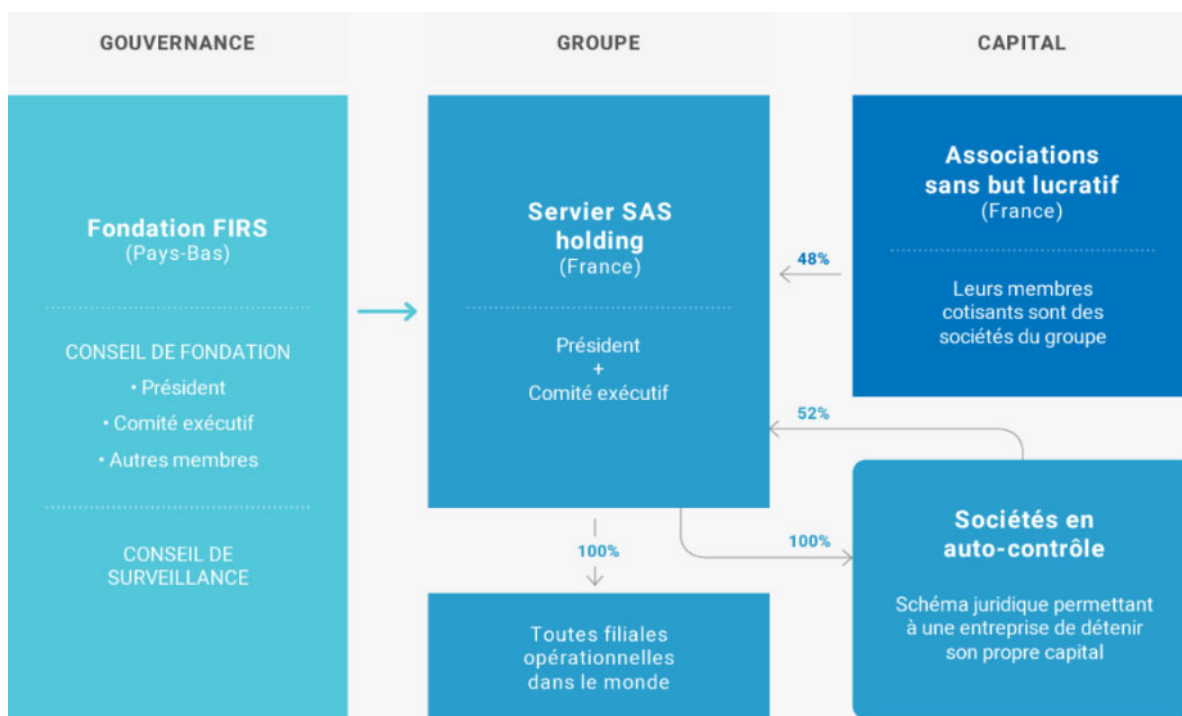 GOUVERNANCE
GROUPE
CAPITAL
Fondation FIRS
(Pays-Bas)
CONSEIL DE FONDATION
• Président
• Comité exécutif
• Autres membres
CONSEIL DE
SURVEILLANCE
Servier SAS
holding
(France)
Président
+
Comité exécutif
100%
Toutes filiales
opérationnelles
dans le monde
48%
52%
100%
Associations
sans but lucratif
(France)
Leurs membres
cotisants sont des
sociétés du groupe
Sociétés en
auto-contrôle
Schéma juridique permettant
à une entreprise de détenir
son propre capital